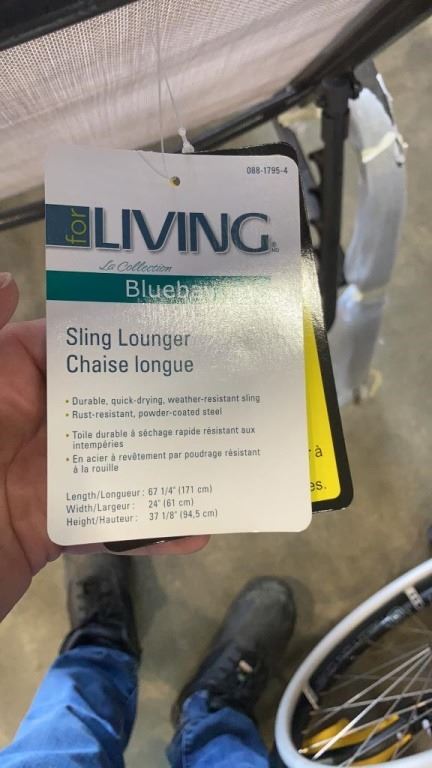 088-1795-4
for LIVING ®
MD
La Collection
Sling Lounger
Chaise longue
• Durable, quick-drying, weather-resistant sling
• Rust-resistant, powder-coated steel
• Toile durable à séchage rapide résistant aux
intempéries
• En acier à revêtement par poudrage résistant
à la rouille
Length/Longueur : 67 1/4" (171 cm)
Width/Largeur : 24" (61 cm)
Height/Hauteur : 37 1/8" (94,5 cm)
à
es.